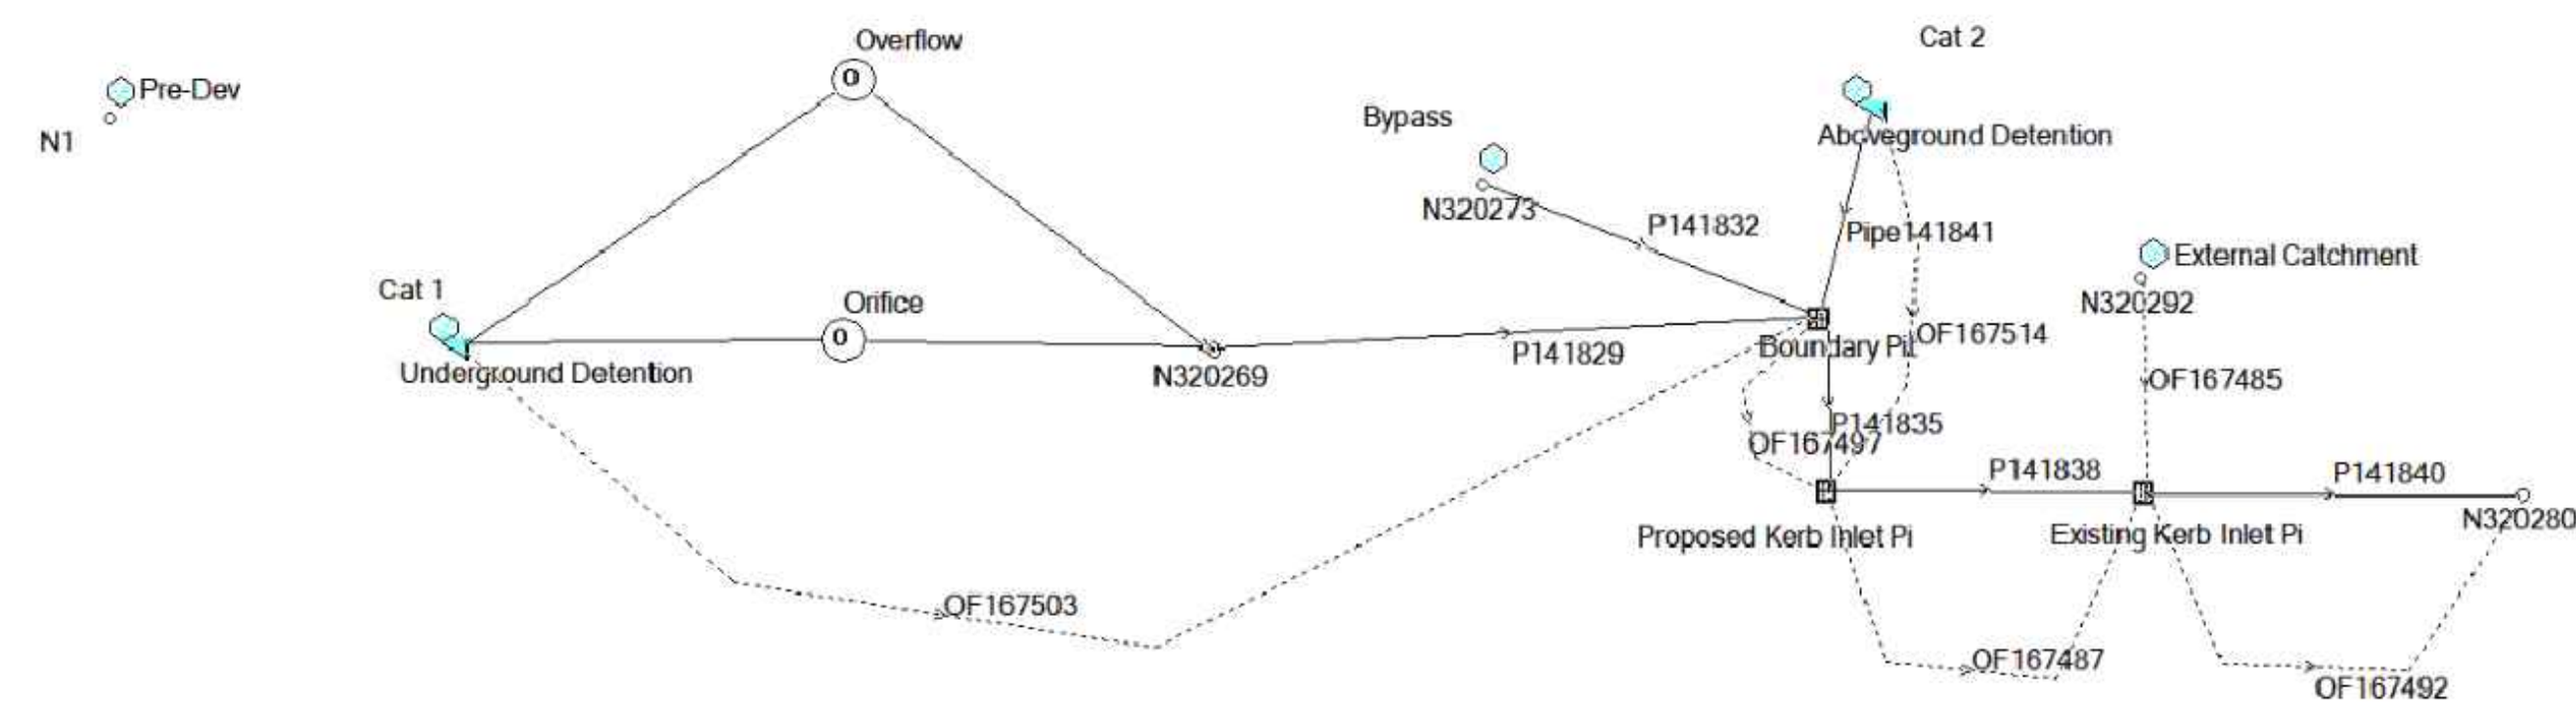 Overflow
Cat 2
Pre-Dev
N1
Bypass
Aboveground Detention
N320273
P141832
Pipe141841
External Catchment
Cat 1
Orifice
N320292
OF167514
Boundary Pit
P141829
Underground Detention
N320269
OF167485
P141835
OF167497
P141838
P141840
N320280
Proposed Kerb Inlet Pi
Existing Kerb Inlet Pi
OF167503
OF167487
OF167492
O
O